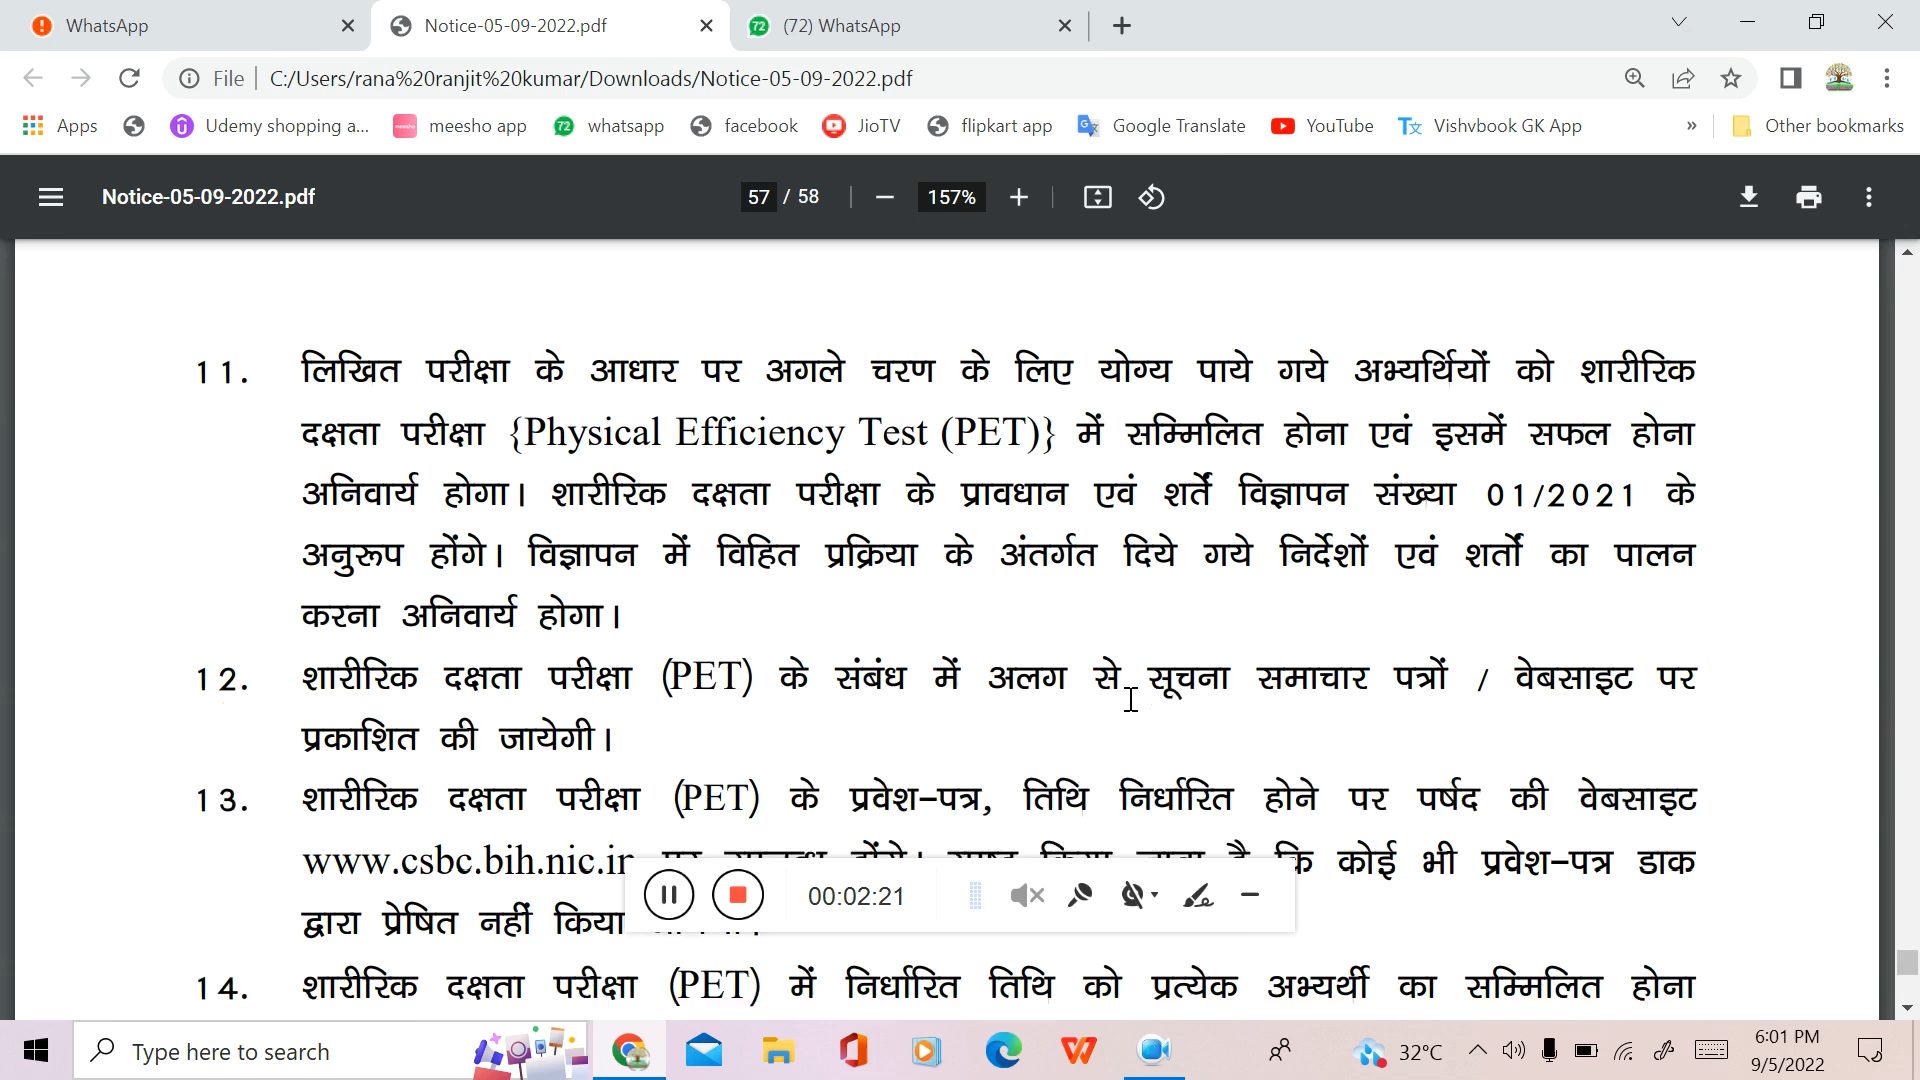 WhatsApp
Notice-05-09-2022.pdf
72
(72) WhatsApp
File
C:/Users/rana%20ranjit%20kumar/Downloads/Notice-05-09-2022.pdf
Apps
Udemy shopping a...
meesho app
72
whatsapp
facebook
JioTV
flipkart app
Google Translate
YouTube
Vishvbook GK App
»
Other bookmarks
Notice-05-09-2022.pdf
57 / 58
157%
11. लिखित परीक्षा के आधार पर अगले चरण के लिए योग्य पाये गये अभ्यर्थियों को शारीरिक
दक्षता परीक्षा {Physical Efficiency Test (PET)} में सम्मिलित होना एवं इसमें सफल होना
अनिवार्य होगा। शारीरिक दक्षता परीक्षा के प्रावधान एवं शर्तें विज्ञापन संख्या 01/2021 के
अनुरूप होंगे। विज्ञापन में विहित प्रक्रिया के अंतर्गत दिये गये निर्देशों एवं शर्तों का पालन
करना अनिवार्य होगा।
12. शारीरिक दक्षता परीक्षा (PET) के संबंध में अलग से सूचना समाचार पत्रों / वेबसाइट पर
प्रकाशित की जायेगी।
13. शारीरिक दक्षता परीक्षा (PET) के प्रवेश-पत्र, तिथि निर्धारित होने पर पर्षद की वेबसाइट
www.csbc.bih.nic.in कि कोई भी प्रवेश-पत्र डाक
द्वारा प्रेषित नहीं किया
00:02:21
14. शारीरिक दक्षता परीक्षा (PET) में निर्धारित तिथि को प्रत्येक अभ्यर्थी का सम्मिलित होना
Type here to search
32°C
6:01 PM
9/5/2022